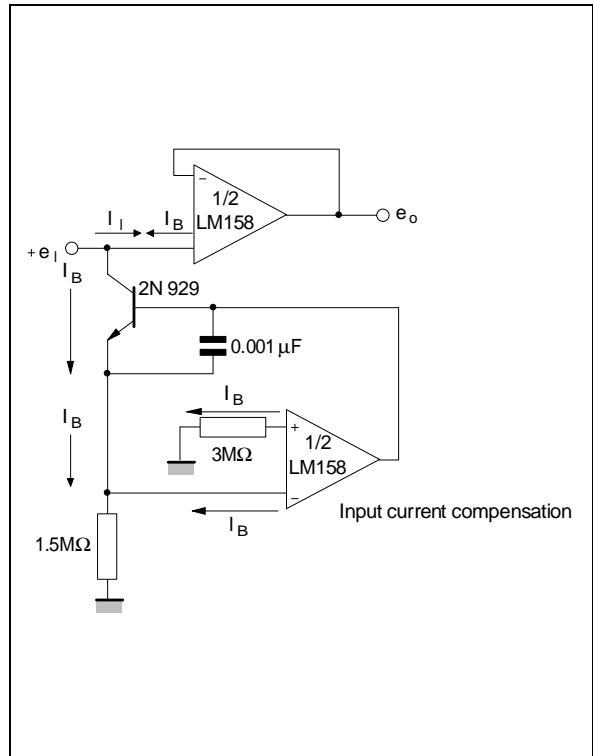 −
1/2
LM158
e o
I I
I B
+e I
I B
2N 929
0.001 μF
I B
I B
+
1/2
LM158
−
3MΩ
I B
Input current compensation
1.5MΩ